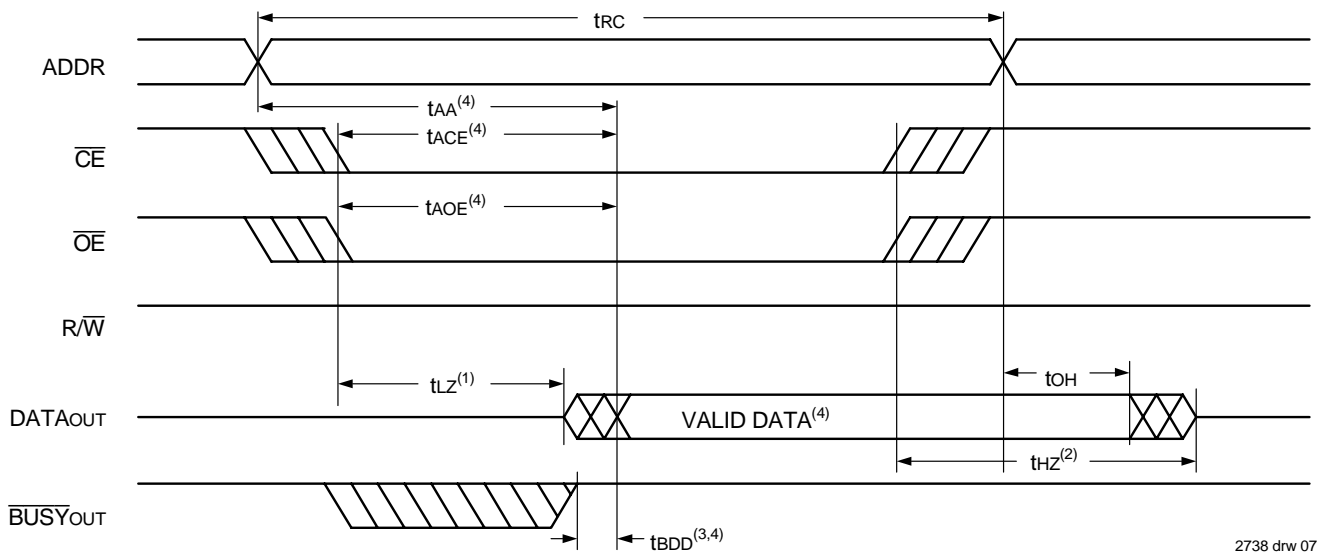 tRC
ADDR
tAA(4)
tACE(4)
CE
tAOE(4)
OE
R/W
tLZ(1)
tOH
DATAOUT
VALID DATA(4)
tHZ(2)
BUSYOUT
tBDD(3,4)
2738 drw 07